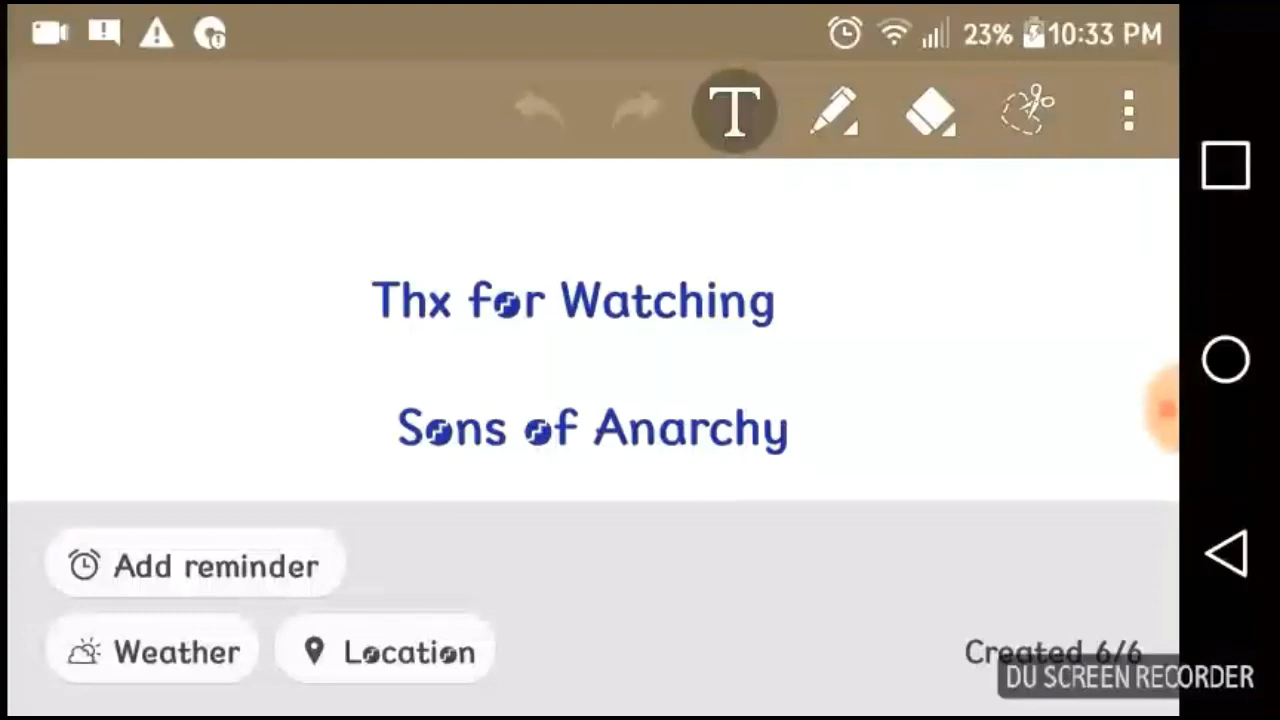 23% 10:33 PM
T
Thx for Watching
Sons of Anarchy
Add reminder
Weather Location Created 6/6
DU SCREEN RECORDER